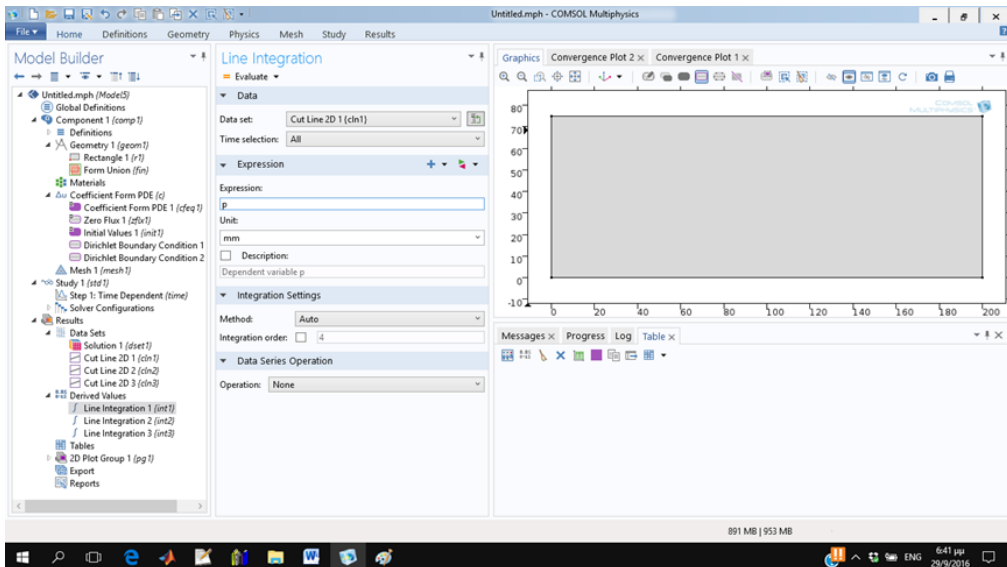 Untitled.mph - COMSOL Multiphysics
File Home Definitions Geometry Physics Mesh Study Results
Model Builder
Untitled.mph (Model5)
Global Definitions
Component 1 (comp1)
Definitions
Geometry 1 (geom1)
Rectangle 1 (r1)
Form Union (fin)
Materials
Δu Coefficient Form PDE (c)
Coefficient Form PDE 1 (cfeq1)
Zero Flux 1 (zflx1)
Initial Values 1 (init1)
Dirichlet Boundary Condition 1
Dirichlet Boundary Condition 2
Mesh 1 (mesh1)
Study 1 (std1)
Step 1: Time Dependent (time)
Solver Configurations
Results
Data Sets
Solution 1 (dset1)
Cut Line 2D 1 (cln1)
Cut Line 2D 2 (cln2)
Cut Line 2D 3 (cln3)
Derived Values
Line Integration 1 (int1)
Line Integration 2 (int2)
Line Integration 3 (int3)
Tables
2D Plot Group 1 (pg1)
Export
Reports
Line Integration
= Evaluate
Data
Data set: Cut Line 2D 1 {cln1}
Time selection: All
Expression
Expression:
p
Unit:
mm
Description:
Dependent variable p
Integration Settings
Method: Auto
Integration order: 4
Data Series Operation
Operation: None
Graphics Convergence Plot 2 Convergence Plot 1
COMSOL
MULTIPHYSICS
80
70
60
50
40
30
20
10
0
-10
0 20 40 60 80 100 120 140 160 180 200
Messages Progress Log Table
891 MB | 953 MB
ENG
6:41 μμ
29/9/2016